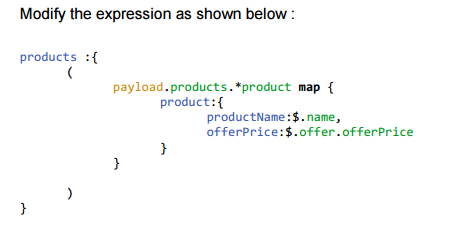 Modify the expression as shown below :
products :{
(
payload.products.*product map {
product:{
productName:$.name,
offerPrice:$.offer.offerPrice
}
}
)
}